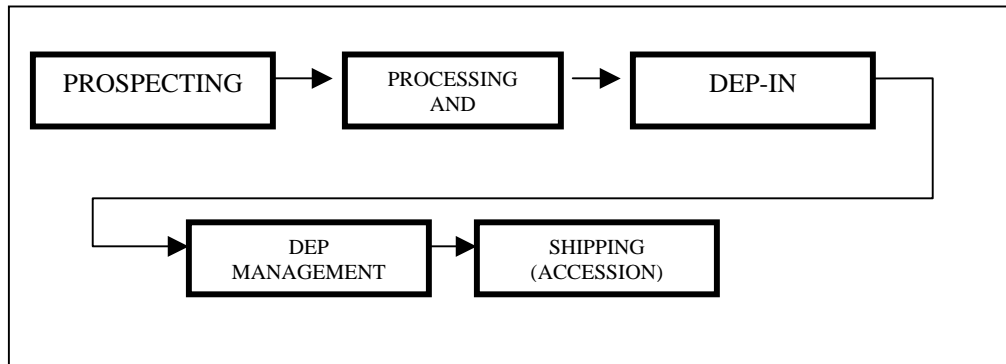 PROSPECTING
PROCESSING
AND
DEP-IN
DEP
MANAGEMENT
SHIPPING
(ACCESSION)